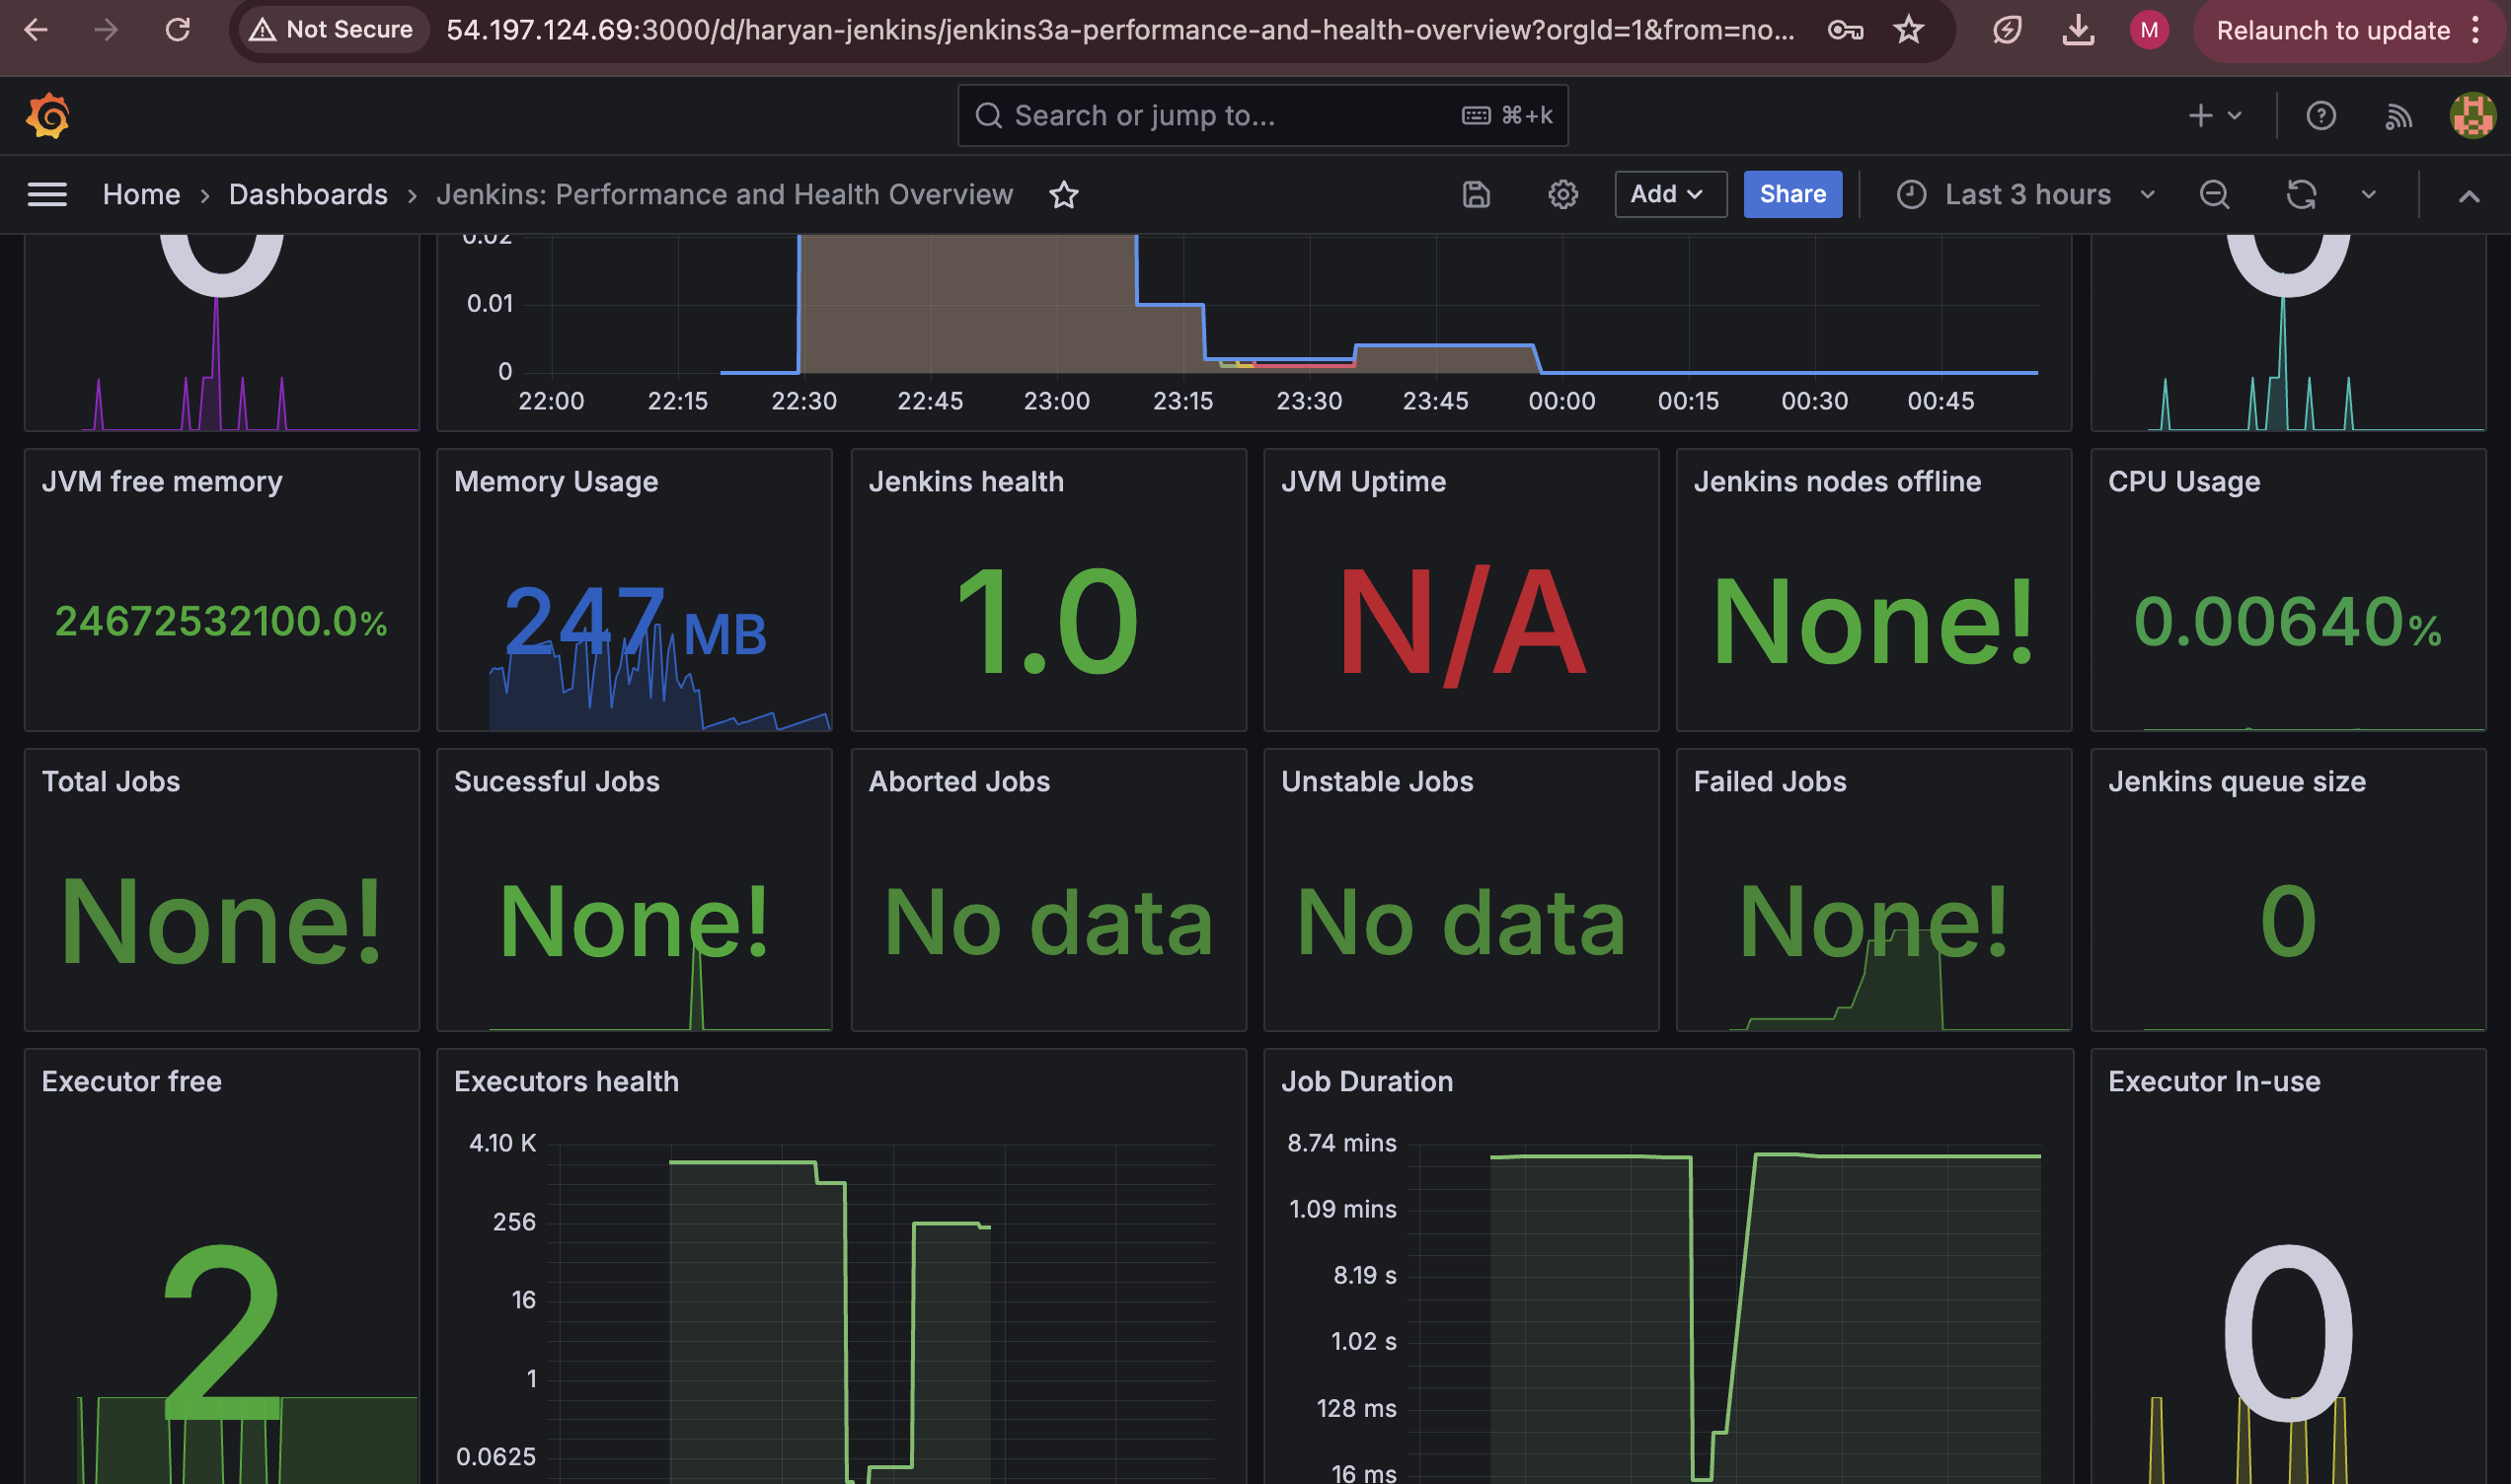 Not Secure
54.197.124.69:3000/d/haryan-jenkins/jenkins3a-performance-and-health-overview?orgId=1&from=no...
M
Relaunch to update
Search or jump to...
⌘+k
Home › Dashboards › Jenkins: Performance and Health Overview
Add
Share
Last 3 hours
0
0.02
0.01
0
22:00 22:15 22:30 22:45 23:00 23:15 23:30 23:45 00:00 00:15 00:30 00:45
0
JVM free memory
24672532100.0%
Memory Usage
247 MB
Jenkins health
1.0
JVM Uptime
N/A
Jenkins nodes offline
None!
CPU Usage
0.00640%
Total Jobs
None!
Sucessful Jobs
None!
Aborted Jobs
No data
Unstable Jobs
No data
Failed Jobs
None!
Jenkins queue size
0
Executor free
2
Executors health
4.10 K
256
16
1
0.0625
Job Duration
8.74 mins
1.09 mins
8.19 s
1.02 s
128 ms
16 ms
Executor In-use
0